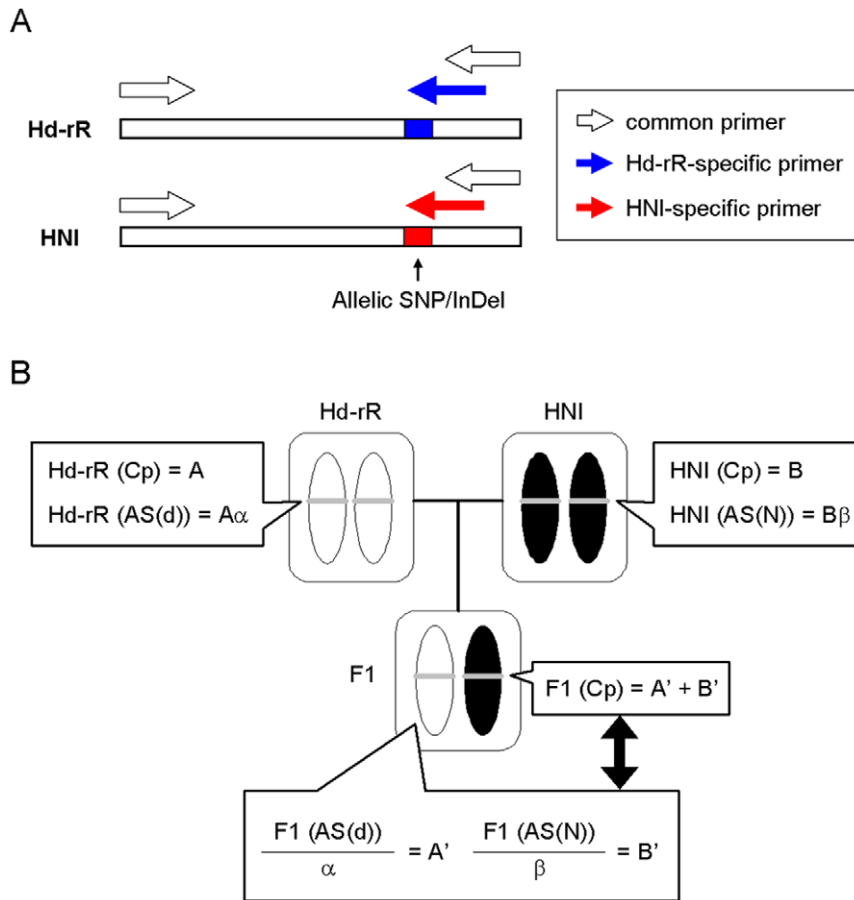 A
Hd-rR
HNI
Allelic SNP/InDel
common primer
Hd-rR-specific primer
HNI-specific primer
B
Hd-rR
HNI
Hd-rR (Cp) = A
Hd-rR (AS(d)) = Aα
HNI (Cp) = B
HNI (AS(N)) = Bβ
F1
F1 (Cp) = A’ + B’
F1 (AS(d))
α
= A’
F1 (AS(N))
β
= B’